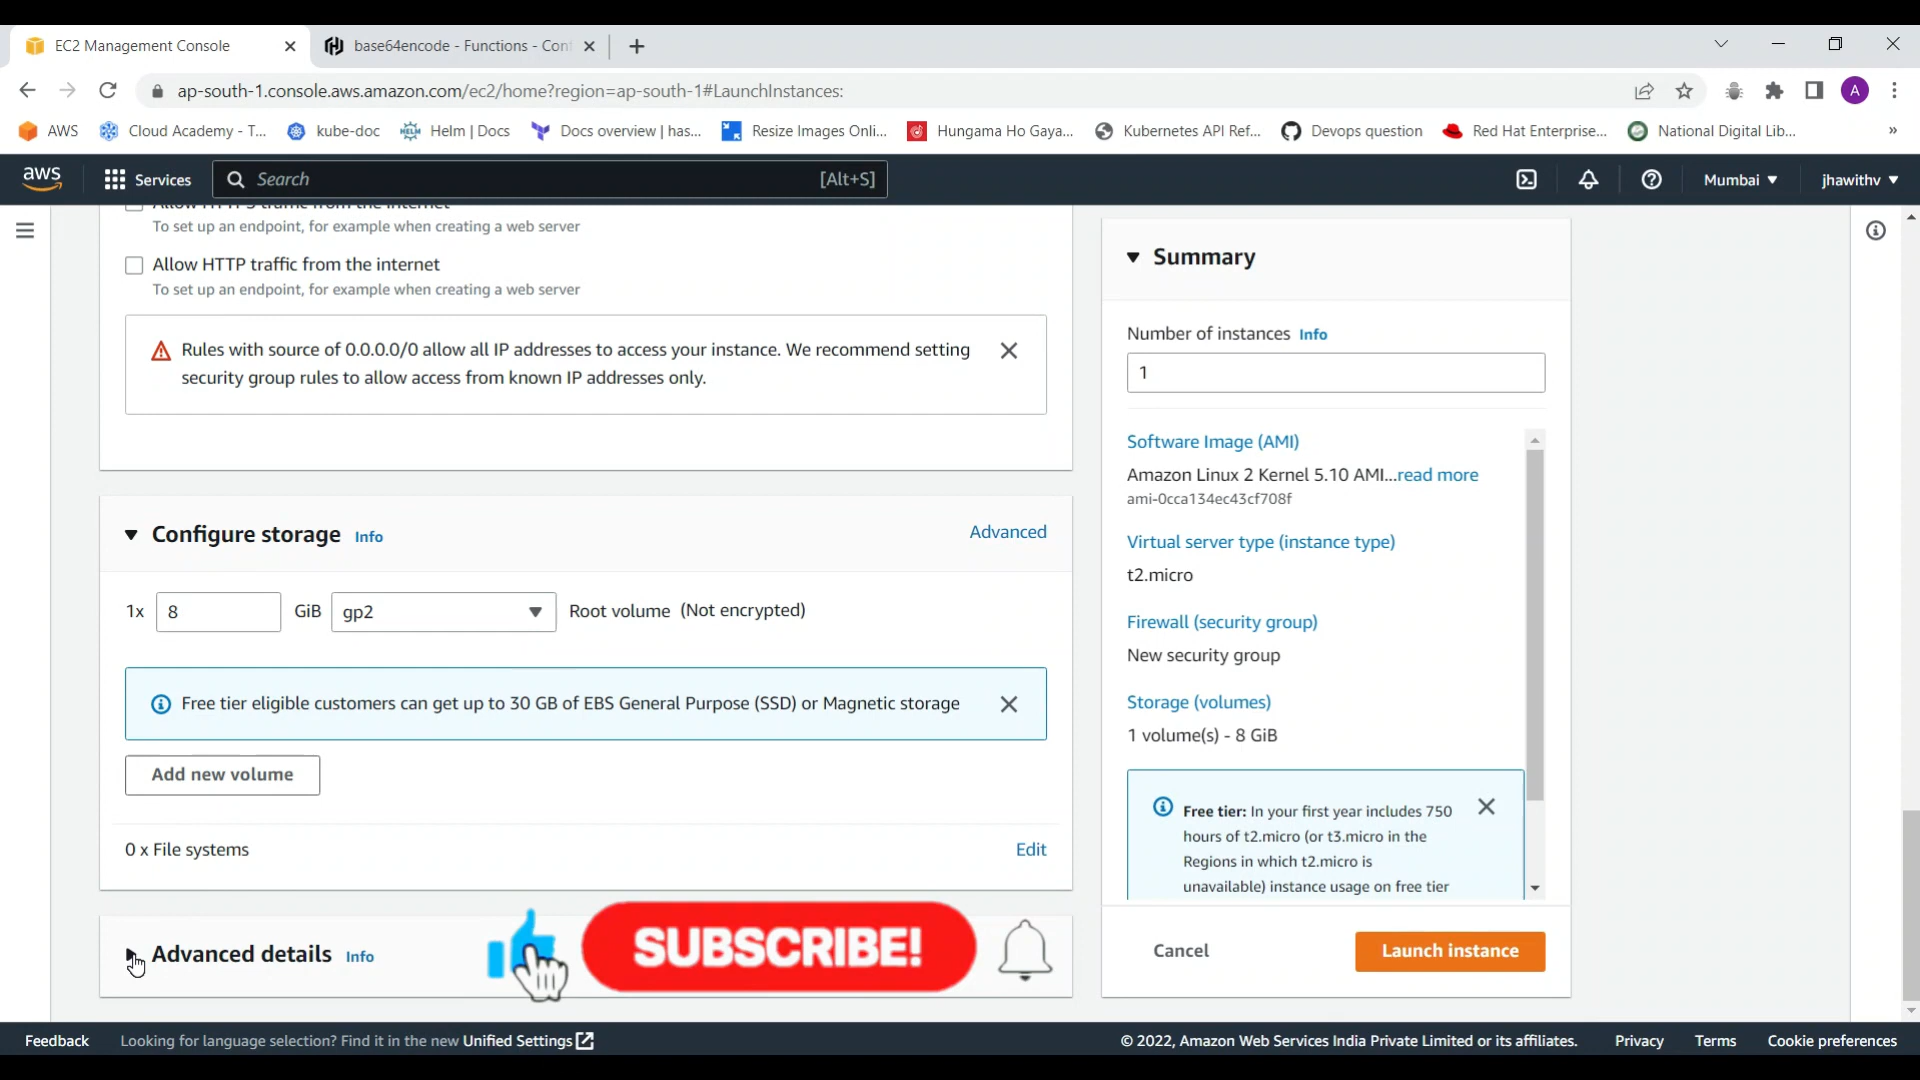 EC2 Management Console
base64encode - Functions - Con
ap-south-1.console.aws.amazon.com/ec2/home?region=ap-south-1#LaunchInstances:
A
AWS
Cloud Academy - T...
kube-doc
HELM
Helm | Docs
Docs overview | has...
Resize Images Onli...
Hungama Ho Gaya...
Kubernetes API Ref...
Devops question
Red Hat Enterprise...
National Digital Lib...
»
aws
Services
Search
[Alt+S]
Mumbai
jhawithv
To set up an endpoint, for example when creating a web server
Allow HTTP traffic from the internet
To set up an endpoint, for example when creating a web server
Rules with source of 0.0.0.0/0 allow all IP addresses to access your instance. We recommend setting
security group rules to allow access from known IP addresses only.
Configure storage Info
Advanced
1x 8 GiB gp2 Root volume (Not encrypted)
Free tier eligible customers can get up to 30 GB of EBS General Purpose (SSD) or Magnetic storage
Add new volume
0 x File systems
Edit
Advanced details Info
SUBSCRIBE!
Summary
Number of instances Info
1
Software Image (AMI)
Amazon Linux 2 Kernel 5.10 AMI...read more
ami-0cca134ec43cf708f
Virtual server type (instance type)
t2.micro
Firewall (security group)
New security group
Storage (volumes)
1 volume(s) - 8 GiB
Free tier: In your first year includes 750
hours of t2.micro (or t3.micro in the
Regions in which t2.micro is
unavailable) instance usage on free tier
Cancel
Launch instance
Feedback
Looking for language selection? Find it in the new Unified Settings
© 2022, Amazon Web Services India Private Limited or its affiliates.
Privacy
Terms
Cookie preferences